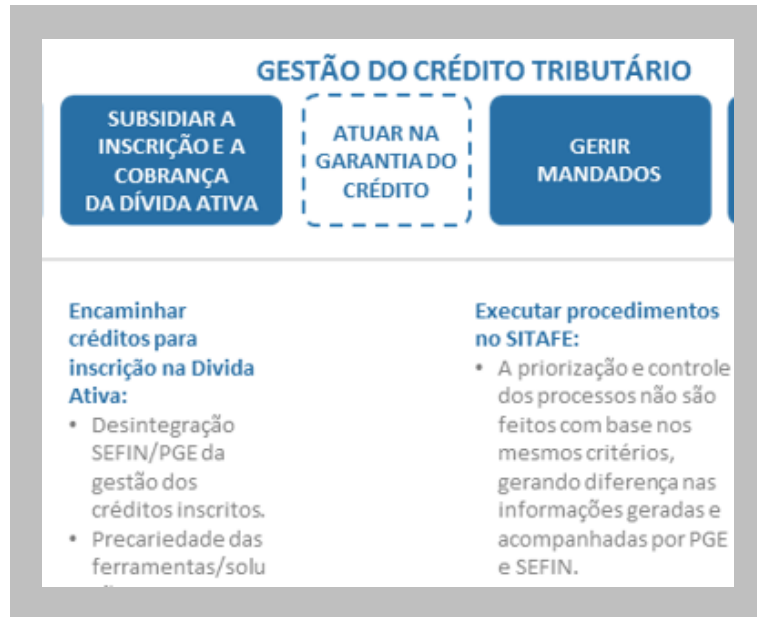 GESTÃO DO CRÉDITO TRIBUTÁRIO
SUBSIDIAR A
INSCRIÇÃO E A
COBRANÇA
DA DÍVIDA ATIVA
ATUAR NA
GARANTIA DO
CRÉDITO
GERIR
MANDADOS
Encaminhar
créditos para
inscrição na Divida
Ativa:
• Desintegração
SEFIN/PGE da
gestão dos
créditos inscritos.
• Precariedade das
ferramentas/solu
Executar procedimentos
no SITAFE:
• A priorização e controle
dos processos não são
feitos com base nos
mesmos critérios,
gerando diferença nas
informações geradas e
acompanhadas por PGE
e SEFIN.